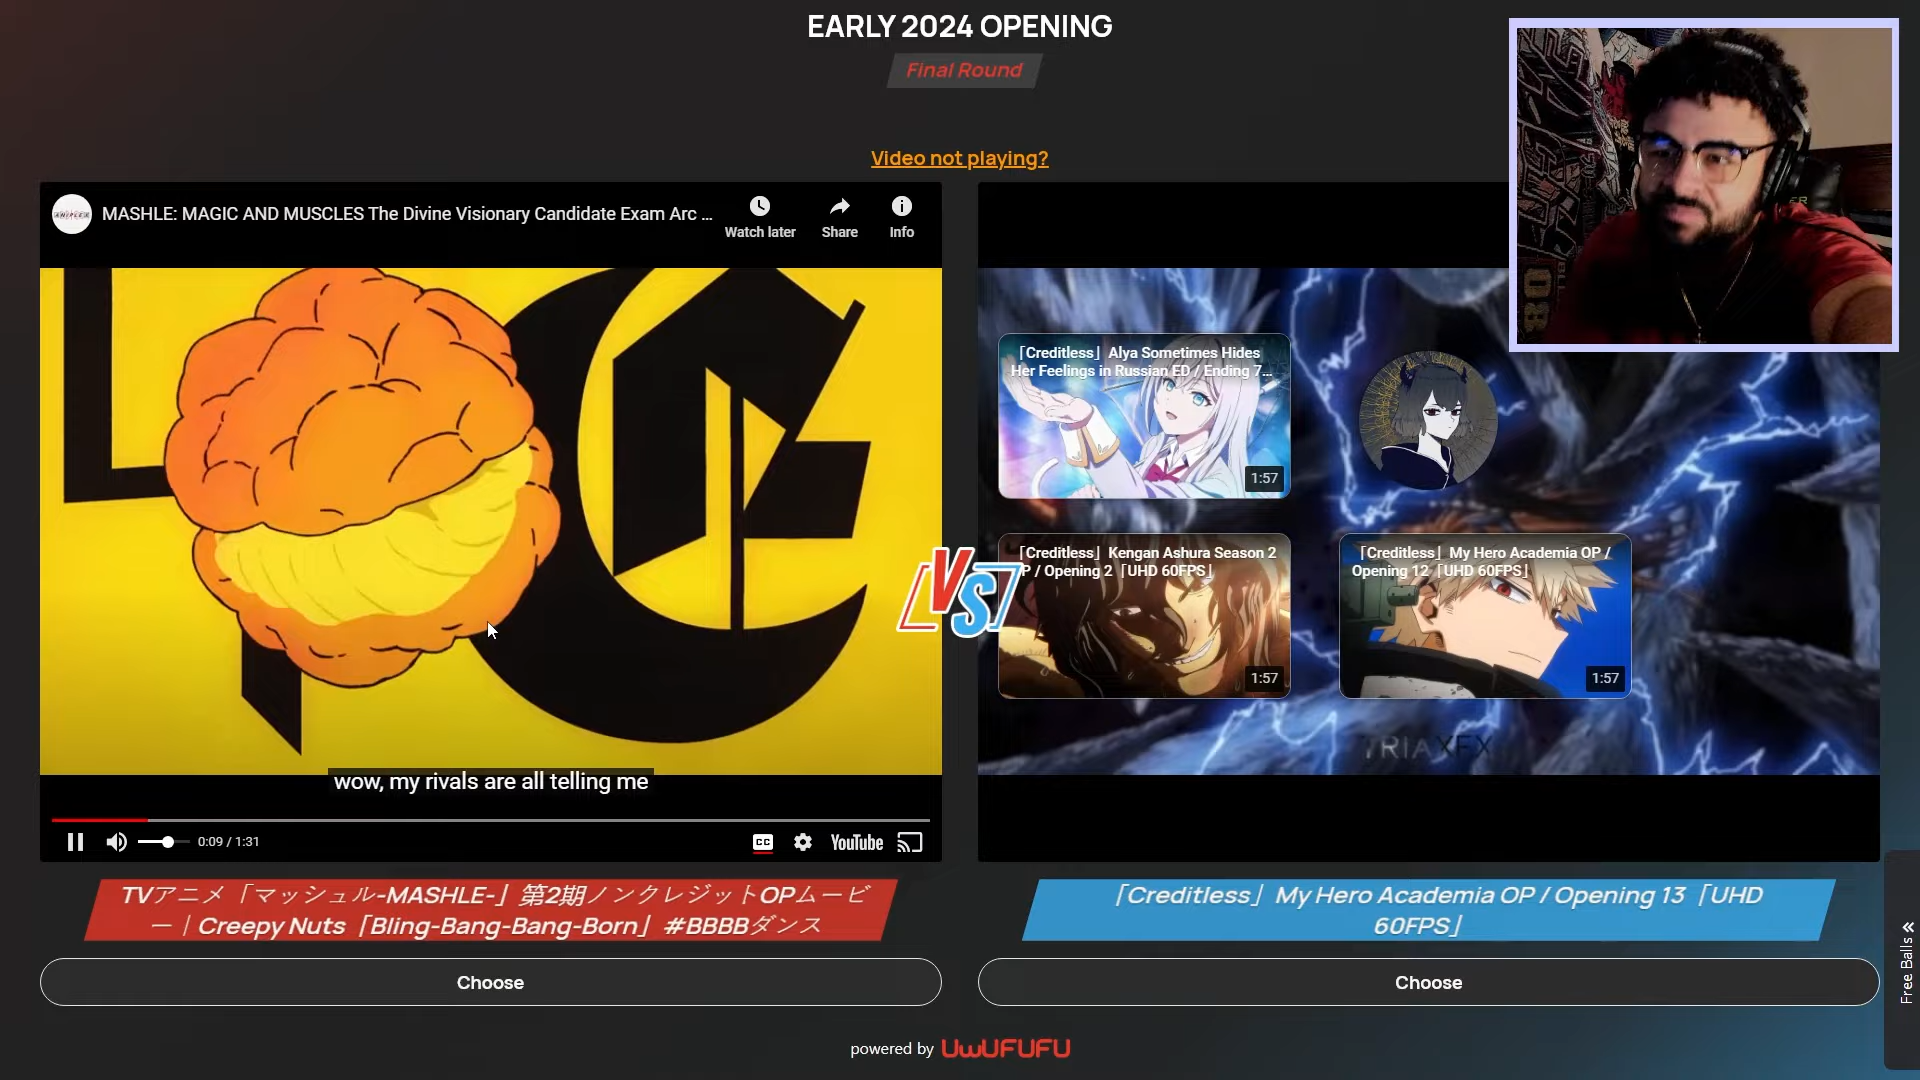 EARLY 2024 OPENING
Final Round
Video not playing?
MASHLE: MAGIC AND MUSCLES The Divine Visionary Candidate Exam Arc ...
Watch later
Share
Info
「Creditless」Alya Sometimes Hides
Her Feelings in Russian ED / Ending 7...
1:57
VS
「Creditless」Kengan Ashura Season 2
P / Opening 2「UHD 60FPS」
1:57
「Creditless」My Hero Academia OP /
Opening 12「UHD 60FPS」
1:57
TRIAXFX
wow, my rivals are all telling me
0:09 / 1:31
CC
YouTube
TVアニメ「マッシュル-MASHLE-」第2期ノンクレジットOPムービ
ー｜Creepy Nuts「Bling-Bang-Bang-Born」#BBBBダンス
「Creditless」My Hero Academia OP / Opening 13「UHD
60FPS」
Choose
Choose
Free Balls
powered by UwUFUFU